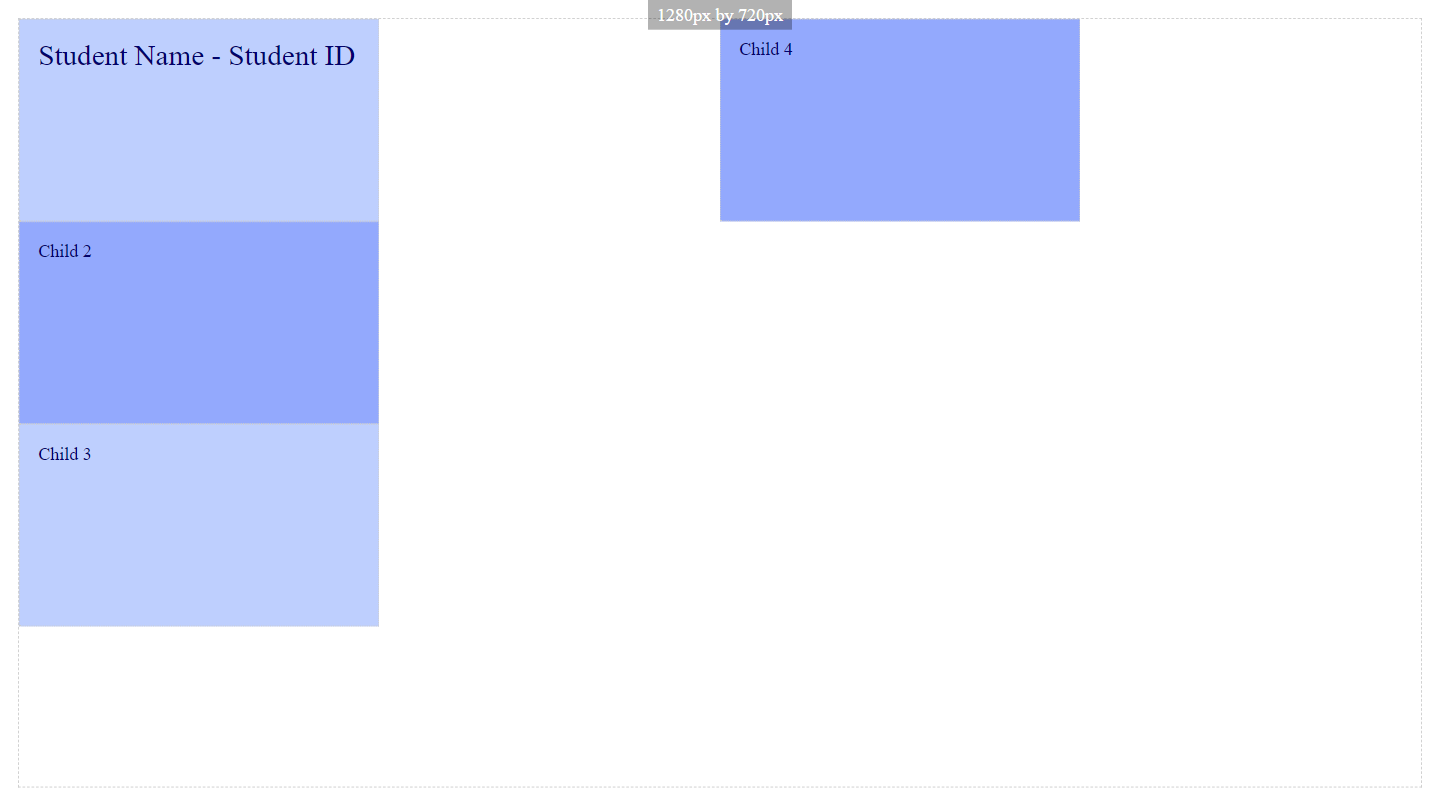 1280px by 720px
Student Name - Student ID
Child 2
Child 3
Child 4